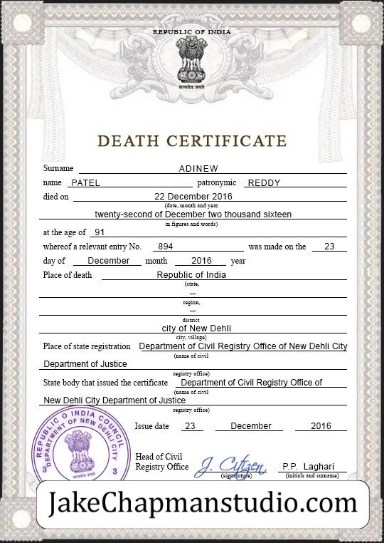 REPUBLIC OF INDIA
सत्यमेव जयते
DEATH CERTIFICATE
Surname ADINEW
name PATEL patronymic REDDY
died on 22 December 2016
(date, month and year
twenty-second of December two thousand sixteen
in figures and words)
at the age of 91
whereof a relevant entry No. 894 was made on the 23
day of December month 2016 year
Place of death Republic of India
(state,
—
region,
—
district
city of New Dehli
city, village)
Place of state registration Department of Civil Registry Office of New Dehli City
(name of civil
Department of Justice
registry office)
State body that issued the certificate Department of Civil Registry Office of
(name of civil
New Dehli City Department of Justice
registry office)
REPUBLIC O INDIA COUNCIL
DEPARTMENT OF NEW DEHLI CITY
3 3
Issue date 23 December 2016
Head of Civil
Registry Office J. Citizen P.P. Laghari
(signature) (initials and surname)
JakeChapmanstudio.com